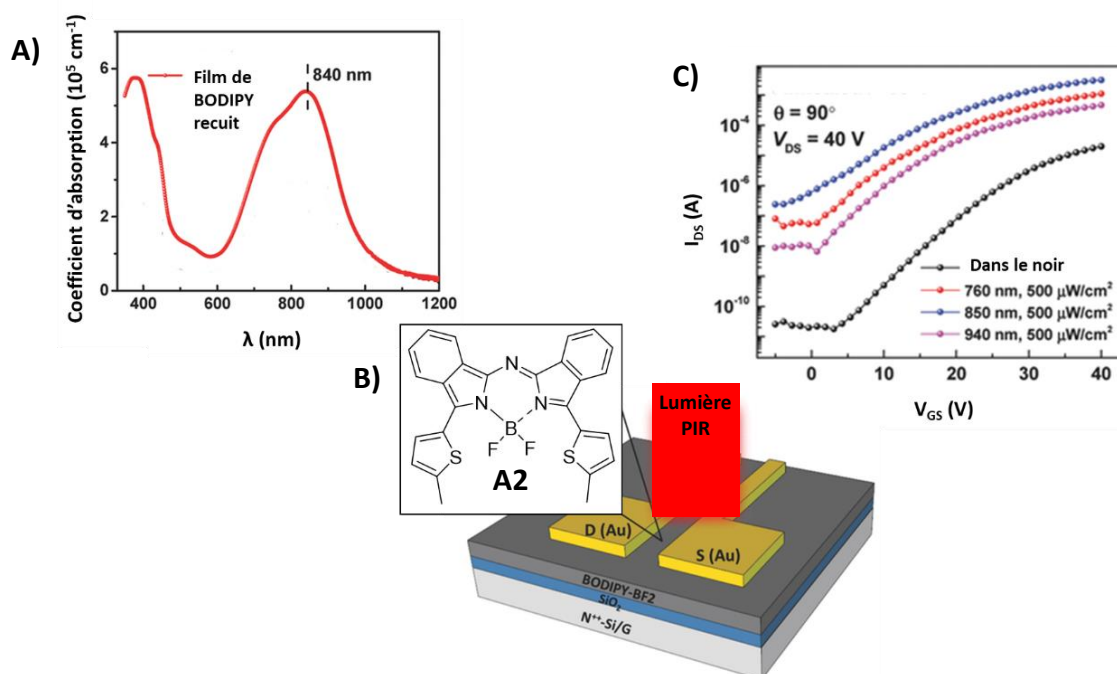 A)
Coefficient d'absorption (10⁵ cm⁻¹)
6
4
2
0
Film de
BODIPY
recuit
840 nm
400
600
800
1000
1200
λ (nm)
C)
I_DS (A)
10⁻⁴
10⁻⁶
10⁻⁸
10⁻¹⁰
θ = 90°
V_DS = 40 V
Dans le noir
760 nm, 500 μW/cm²
850 nm, 500 μW/cm²
940 nm, 500 μW/cm²
0
10
20
30
40
V_GS (V)
B)
N
N
N
B
F
F
S
S
A2
Lumière
PIR
D (Au)
S (Au)
BODIPY-BF2
SiO₂
N⁺⁺-Si/G